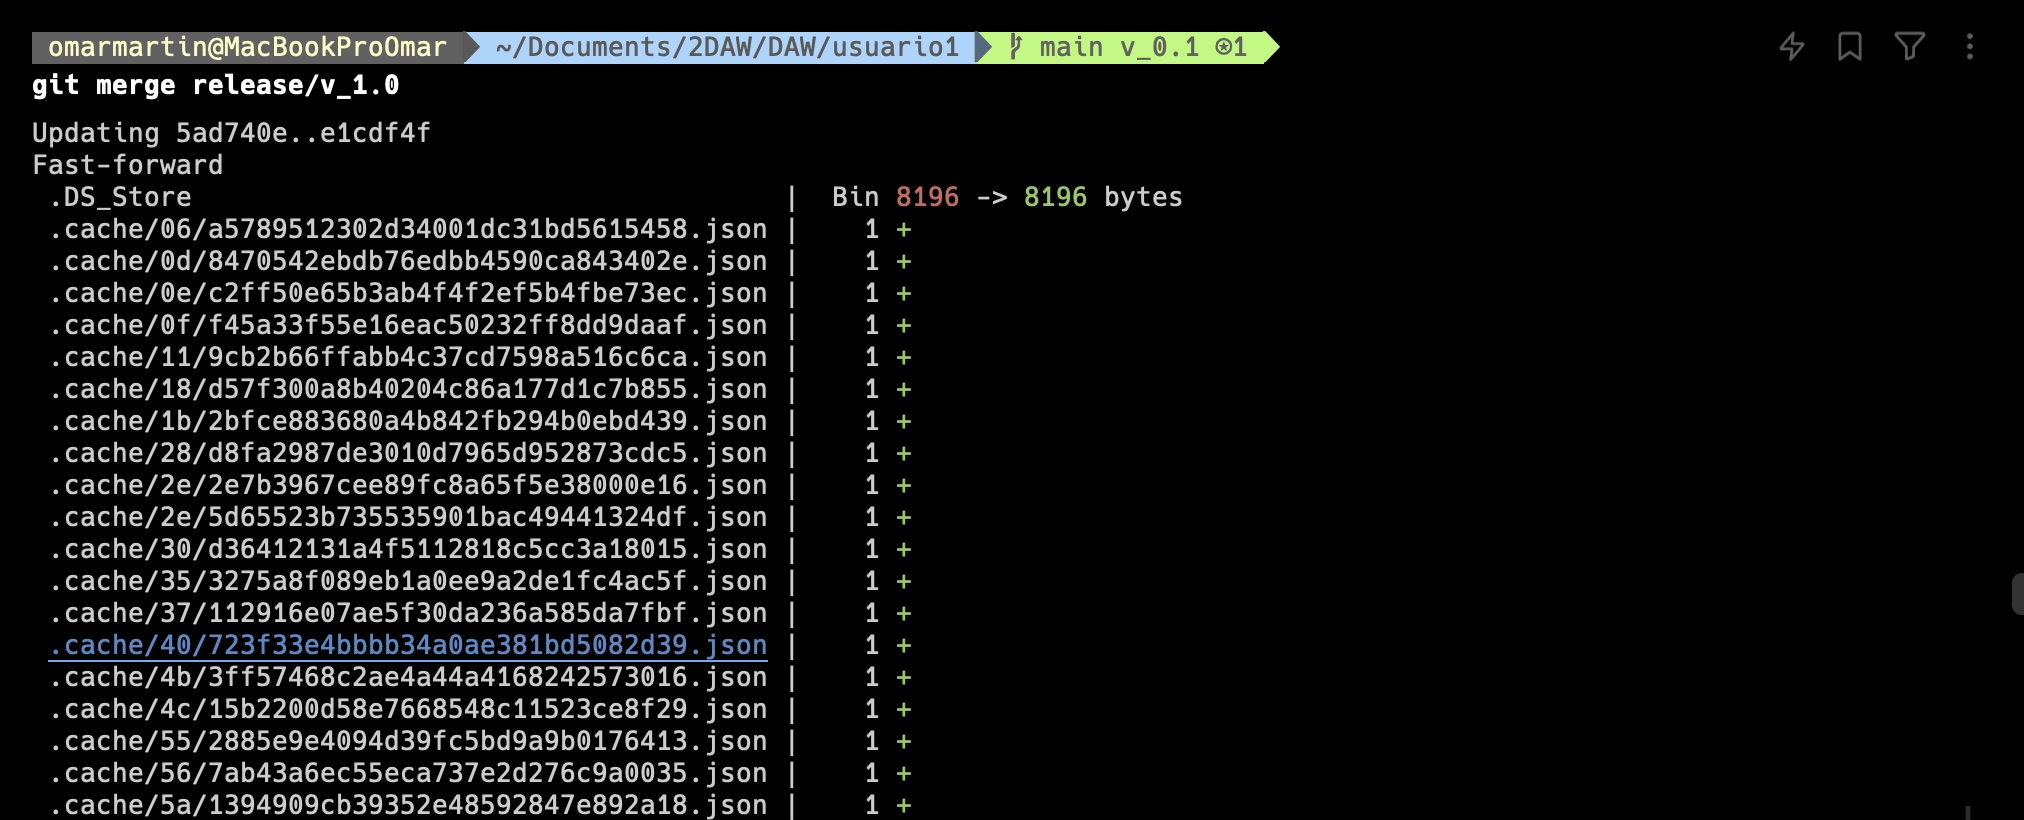 omarmartin@MacBookProOmar ~/Documents/2DAW/DAW/usuario1 main v_0.1 ⍟1
git merge release/v_1.0
Updating 5ad740e..e1cdf4f
Fast-forward
.DS_Store | Bin 8196 -> 8196 bytes
.cache/06/a5789512302d34001dc31bd5615458.json | 1 +
.cache/0d/8470542ebdb76edbb4590ca843402e.json | 1 +
.cache/0e/c2ff50e65b3ab4f4f2ef5b4fbe73ec.json | 1 +
.cache/0f/f45a33f55e16eac50232ff8dd9daaf.json | 1 +
.cache/11/9cb2b66ffabb4c37cd7598a516c6ca.json | 1 +
.cache/18/d57f300a8b40204c86a177d1c7b855.json | 1 +
.cache/1b/2bfce883680a4b842fb294b0ebd439.json | 1 +
.cache/28/d8fa2987de3010d7965d952873cdc5.json | 1 +
.cache/2e/2e7b3967cee89fc8a65f5e38000e16.json | 1 +
.cache/2e/5d65523b735535901bac49441324df.json | 1 +
.cache/30/d36412131a4f5112818c5cc3a18015.json | 1 +
.cache/35/3275a8f089eb1a0ee9a2de1fc4ac5f.json | 1 +
.cache/37/112916e07ae5f30da236a585da7fbf.json | 1 +
.cache/40/723f33e4bbbb34a0ae381bd5082d39.json | 1 +
.cache/4b/3ff57468c2ae4a44a4168242573016.json | 1 +
.cache/4c/15b2200d58e7668548c11523ce8f29.json | 1 +
.cache/55/2885e9e4094d39fc5bd9a9b0176413.json | 1 +
.cache/56/7ab43a6ec55eca737e2d276c9a0035.json | 1 +
.cache/5a/1394909cb39352e48592847e892a18.json | 1 +